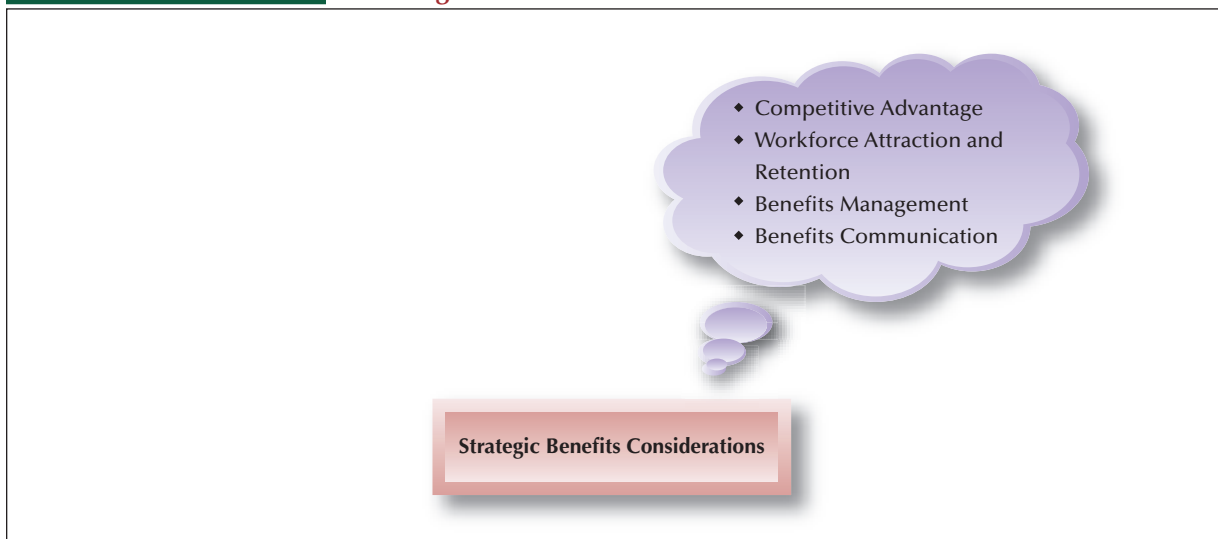 ◆ Competitive Advantage
◆ Workforce Attraction and
Retention
◆ Benefits Management
◆ Benefits Communication
Strategic Benefits Considerations